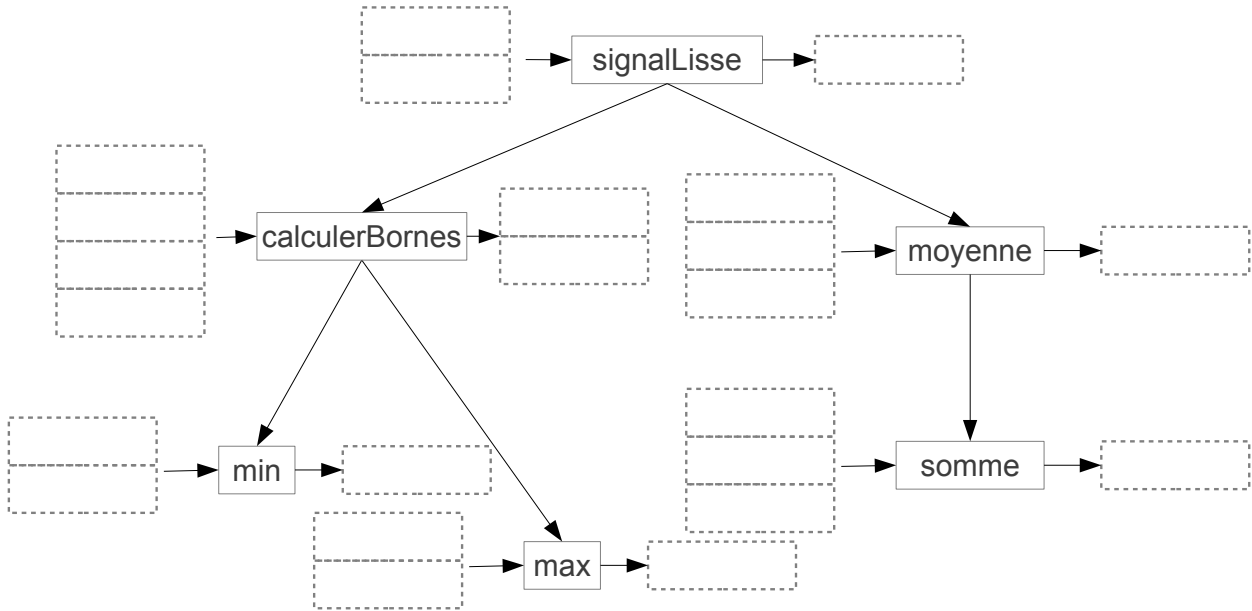 signalLisse
calculerBornes
moyenne
min
somme
max